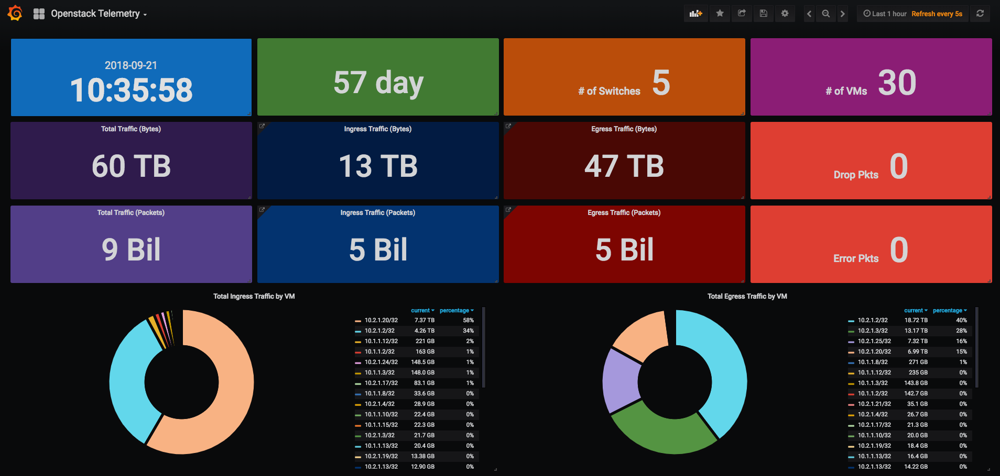 Openstack Telemetry
Last 1 hour Refresh every 5s
2018-09-21
10:35:58
57 day
# of Switches 5
# of VMs 30
Total Traffic (Bytes)
60 TB
Ingress Traffic (Bytes)
13 TB
Egress Traffic (Bytes)
47 TB
Drop Pkts 0
Total Traffic (Packets)
9 Bil
Ingress Traffic (Packets)
5 Bil
Egress Traffic (Packets)
5 Bil
Error Pkts 0
Total Ingress Traffic by VM
current percentage
10.2.1.20/32 7.37 TB 58%
10.2.1.2/32 4.26 TB 34%
10.1.1.12/32 221 GB 2%
10.1.1.2/32 163 GB 1%
10.2.1.24/32 148.5 GB 1%
10.1.1.3/32 148.0 GB 1%
10.2.1.17/32 83.1 GB 1%
10.1.1.8/32 33.6 GB 0%
10.2.1.4/32 28.9 GB 0%
10.1.1.10/32 22.4 GB 0%
10.1.1.15/32 22.3 GB 0%
10.2.1.3/32 21.7 GB 0%
10.1.1.13/32 20.4 GB 0%
10.2.1.19/32 13.38 GB 0%
10.2.1.13/32 12.90 GB 0%
Total Egress Traffic by VM
current percentage
10.2.1.2/32 18.72 TB 40%
10.2.1.3/32 13.17 TB 28%
10.2.1.25/32 7.32 TB 16%
10.2.1.20/32 6.99 TB 15%
10.1.1.8/32 271 GB 1%
10.1.1.12/32 235 GB 0%
10.1.1.3/32 143.8 GB 0%
10.1.1.2/32 142.7 GB 0%
10.2.1.21/32 35.1 GB 0%
10.2.1.4/32 26.7 GB 0%
10.2.1.17/32 21.3 GB 0%
10.1.1.10/32 20.0 GB 0%
10.2.1.19/32 18.4 GB 0%
10.1.1.13/32 16.4 GB 0%
10.2.1.13/32 14.22 GB 0%